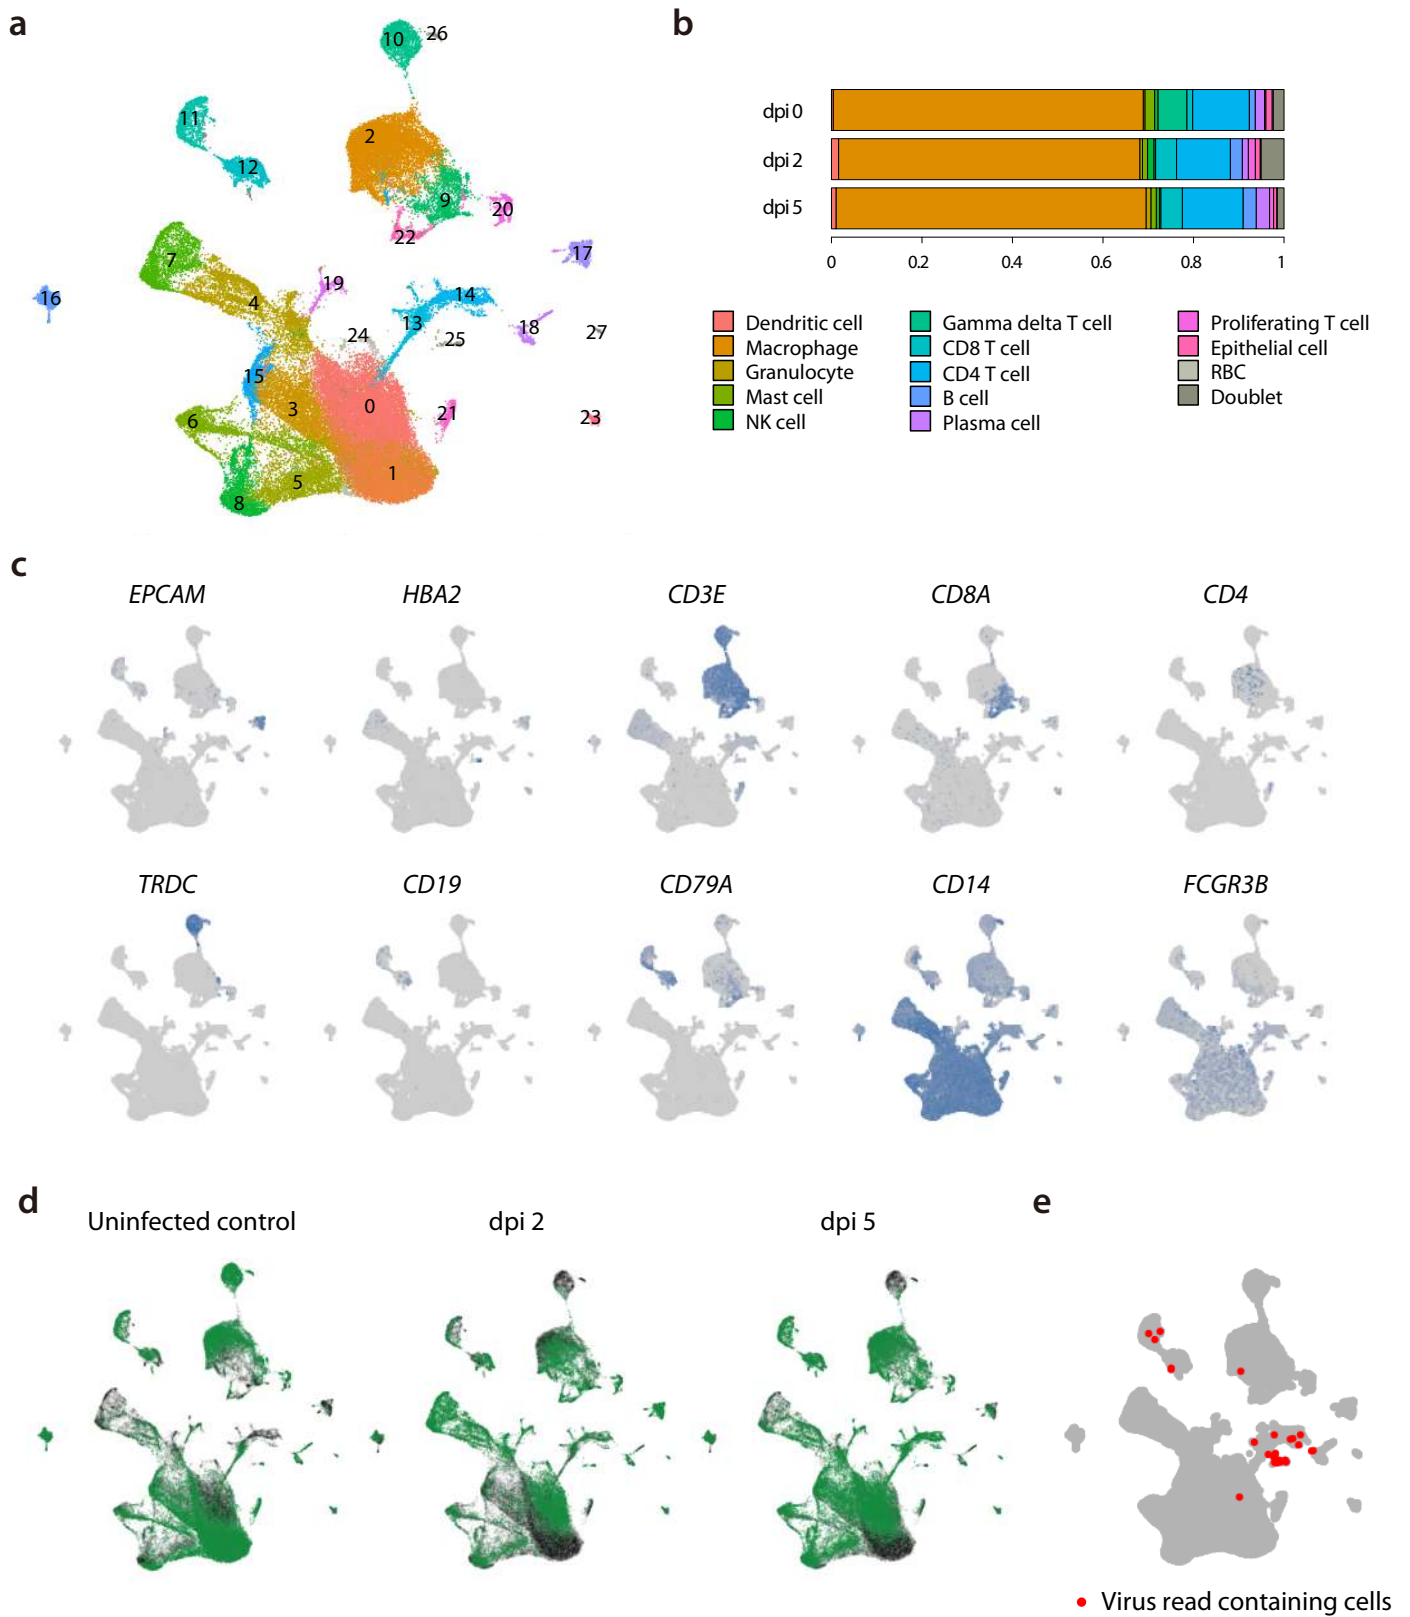 a
b
10
26
11
2
12
9
20
22
17
7
19
16
4
14
13
18
24
25
27
15
0
3
21
6
23
1
5
8
dpi 0
dpi 2
dpi 5
0
0.2
0.4
0.6
0.8
1
Dendritic cell
Macrophage
Granulocyte
Mast cell
NK cell
Gamma delta T cell
CD8 T cell
CD4 T cell
B cell
Plasma cell
Proliferating T cell
Epithelial cell
RBC
Doublet
c
EPCAM
HBA2
CD3E
CD8A
CD4
TRDC
CD19
CD79A
CD14
FCGR3B
d
Uninfected control
dpi 2
dpi 5
e
Virus read containing cells